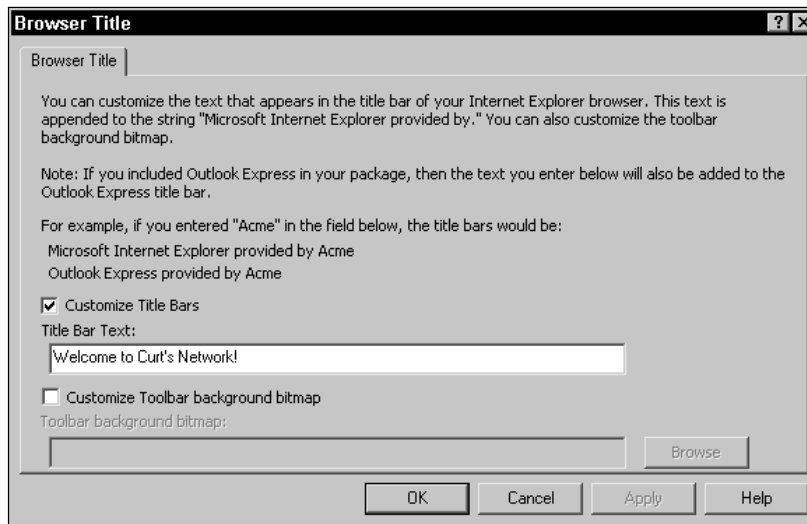 Browser Title
Browser Title
You can customize the text that appears in the title bar of your Internet Explorer browser. This text is
appended to the string "Microsoft Internet Explorer provided by." You can also customize the toolbar
background bitmap.
Note: If you included Outlook Express in your package, then the text you enter below will also be added to the
Outlook Express title bar.
For example, if you entered "Acme" in the field below, the title bars would be:
Microsoft Internet Explorer provided by Acme
Outlook Express provided by Acme
Customize Title Bars
Title Bar Text:
Welcome to Curt's Network!
Customize Toolbar background bitmap
Toolbar background bitmap:
Browse
OK Cancel Apply Help